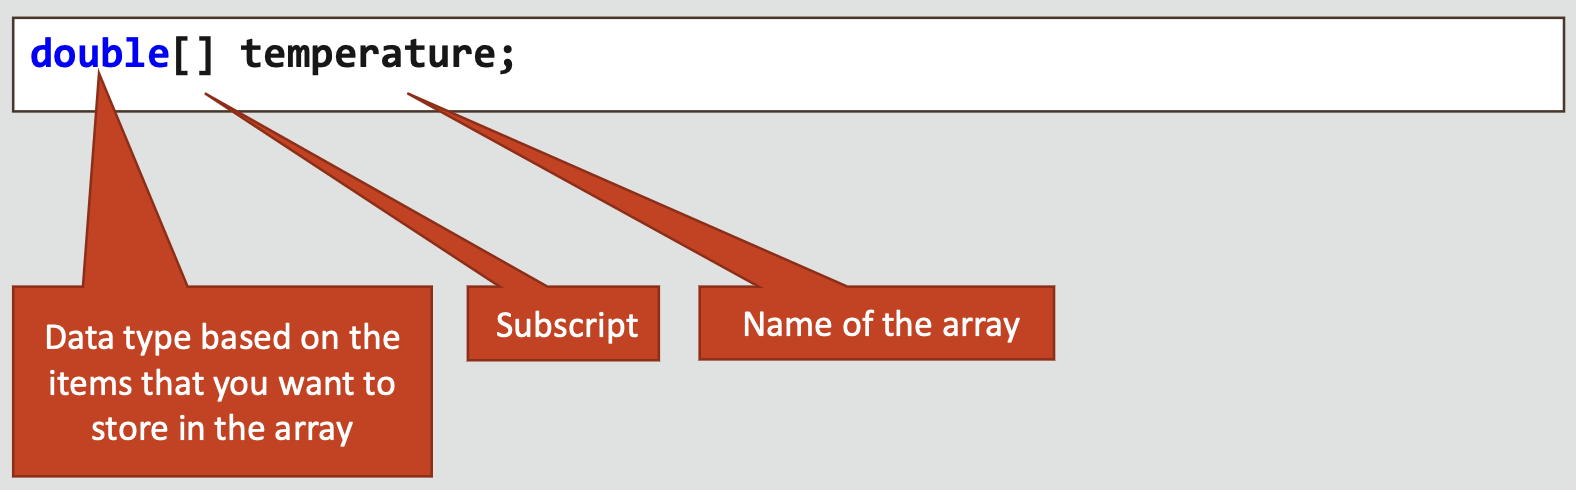 double[] temperature;
Data type based on the
items that you want to
store in the array
Subscript
Name of the array